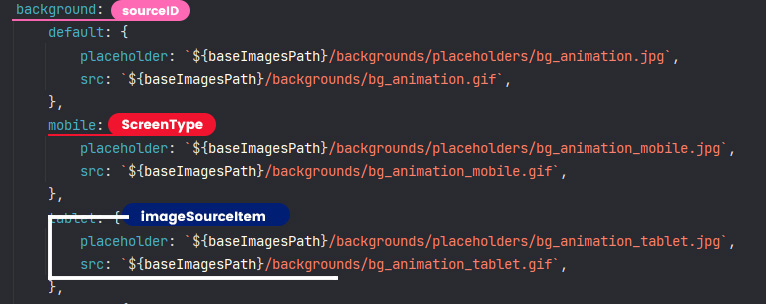 background: sourceID
default: {
placeholder: `${baseImagesPath}/backgrounds/placeholders/bg_animation.jpg`,
src: `${baseImagesPath}/backgrounds/bg_animation.gif`,
},
mobile: ScreenType
placeholder: `${baseImagesPath}/backgrounds/placeholders/bg_animation_mobile.jpg`,
src: `${baseImagesPath}/backgrounds/bg_animation_mobile.gif`,
},
tablet: { imageSourceItem
placeholder: `${baseImagesPath}/backgrounds/placeholders/bg_animation_tablet.jpg`,
src: `${baseImagesPath}/backgrounds/bg_animation_tablet.gif`,
},